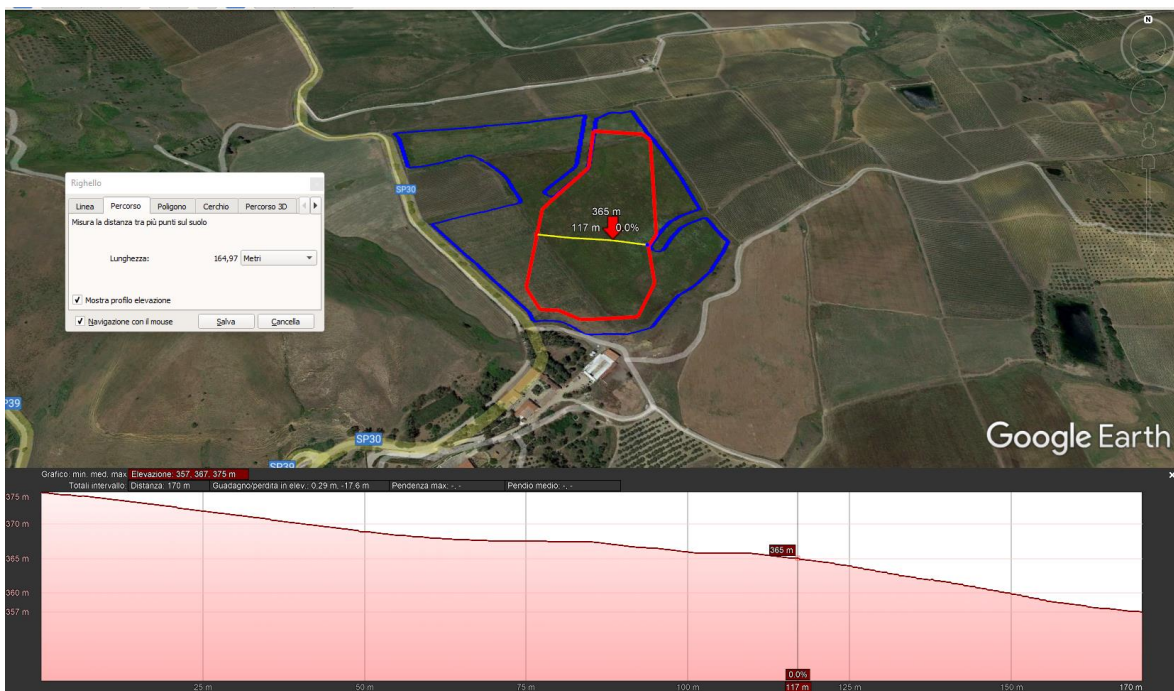 N
Righello
Linea Percorso Poligono Cerchio Percorso 3D
Misura la distanza tra più punti sul suolo
Lunghezza: 164,97 Metri
Mostra profilo elevazione
Navigazione con il mouse Salva Cancella
SP30
365 m
117 m 0.0%
SP39
SP30
SP39
Google Earth
Grafico: min. med. max Elevazione: 357, 367, 375 m
Totali intervallo: Distanza: 170 m Guadagno/perdita in elev.: 0.29 m, -17.6 m Pendenza max: -, - Pendio medio: -, -
375 m
370 m
365 m
365 m
360 m
357 m
0.0%
25 m 50 m 75 m 100 m 117 m 125 m 150 m 170 m